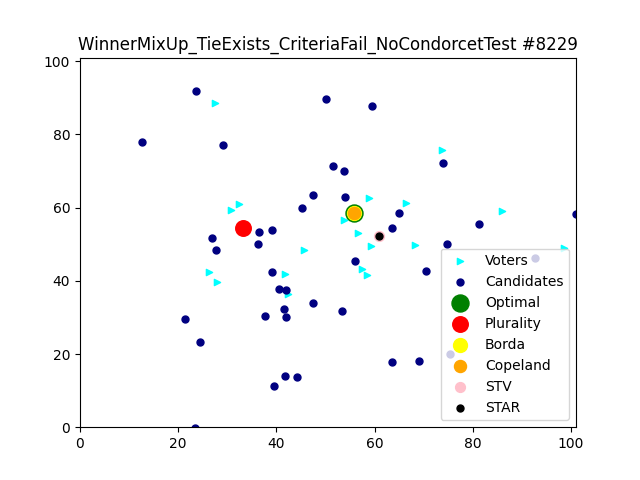 WinnerMixUp_TieExists_CriteriaFail_NoCondorcetTest #8229
100
80
60
40
20
0
0 20 40 60 80 100
Voters
Candidates
Optimal
Plurality
Borda
Copeland
STV
STAR